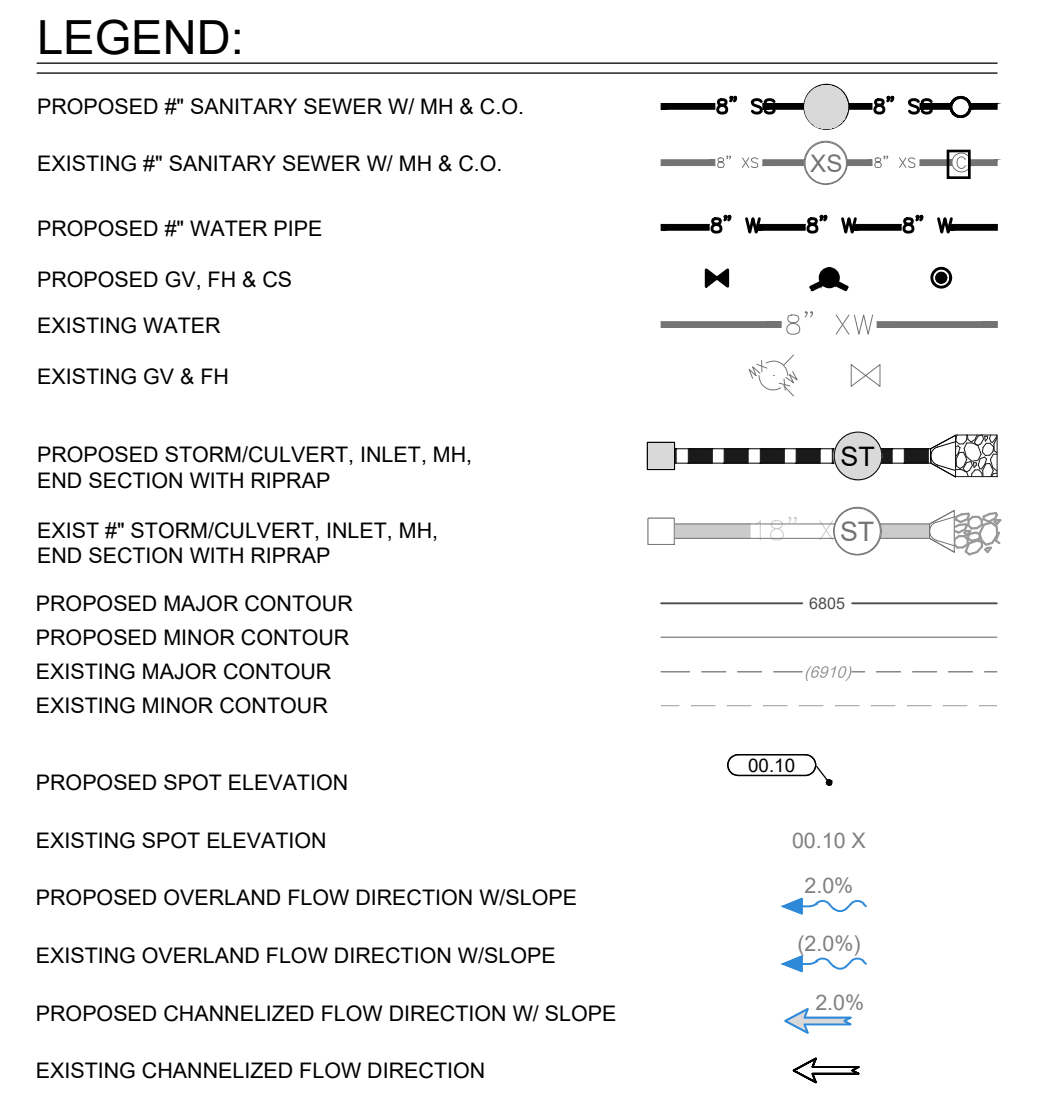 LEGEND:
PROPOSED #" SANITARY SEWER W/ MH & C.O. 8" SS 8" SS
EXISTING #" SANITARY SEWER W/ MH & C.O. 8" XS XS 8" XS C
PROPOSED #" WATER PIPE 8" W 8" W 8" W
PROPOSED GV, FH & CS
EXISTING WATER 8" XW
EXISTING GV & FH MX XW
PROPOSED STORM/CULVERT, INLET, MH,
END SECTION WITH RIPRAP ST
EXIST #" STORM/CULVERT, INLET, MH,
END SECTION WITH RIPRAP 18" X ST
PROPOSED MAJOR CONTOUR 6805
PROPOSED MINOR CONTOUR
EXISTING MAJOR CONTOUR (6910)
EXISTING MINOR CONTOUR
PROPOSED SPOT ELEVATION 00.10
EXISTING SPOT ELEVATION 00.10 X
PROPOSED OVERLAND FLOW DIRECTION W/SLOPE 2.0%
EXISTING OVERLAND FLOW DIRECTION W/SLOPE (2.0%)
PROPOSED CHANNELIZED FLOW DIRECTION W/ SLOPE 2.0%
EXISTING CHANNELIZED FLOW DIRECTION